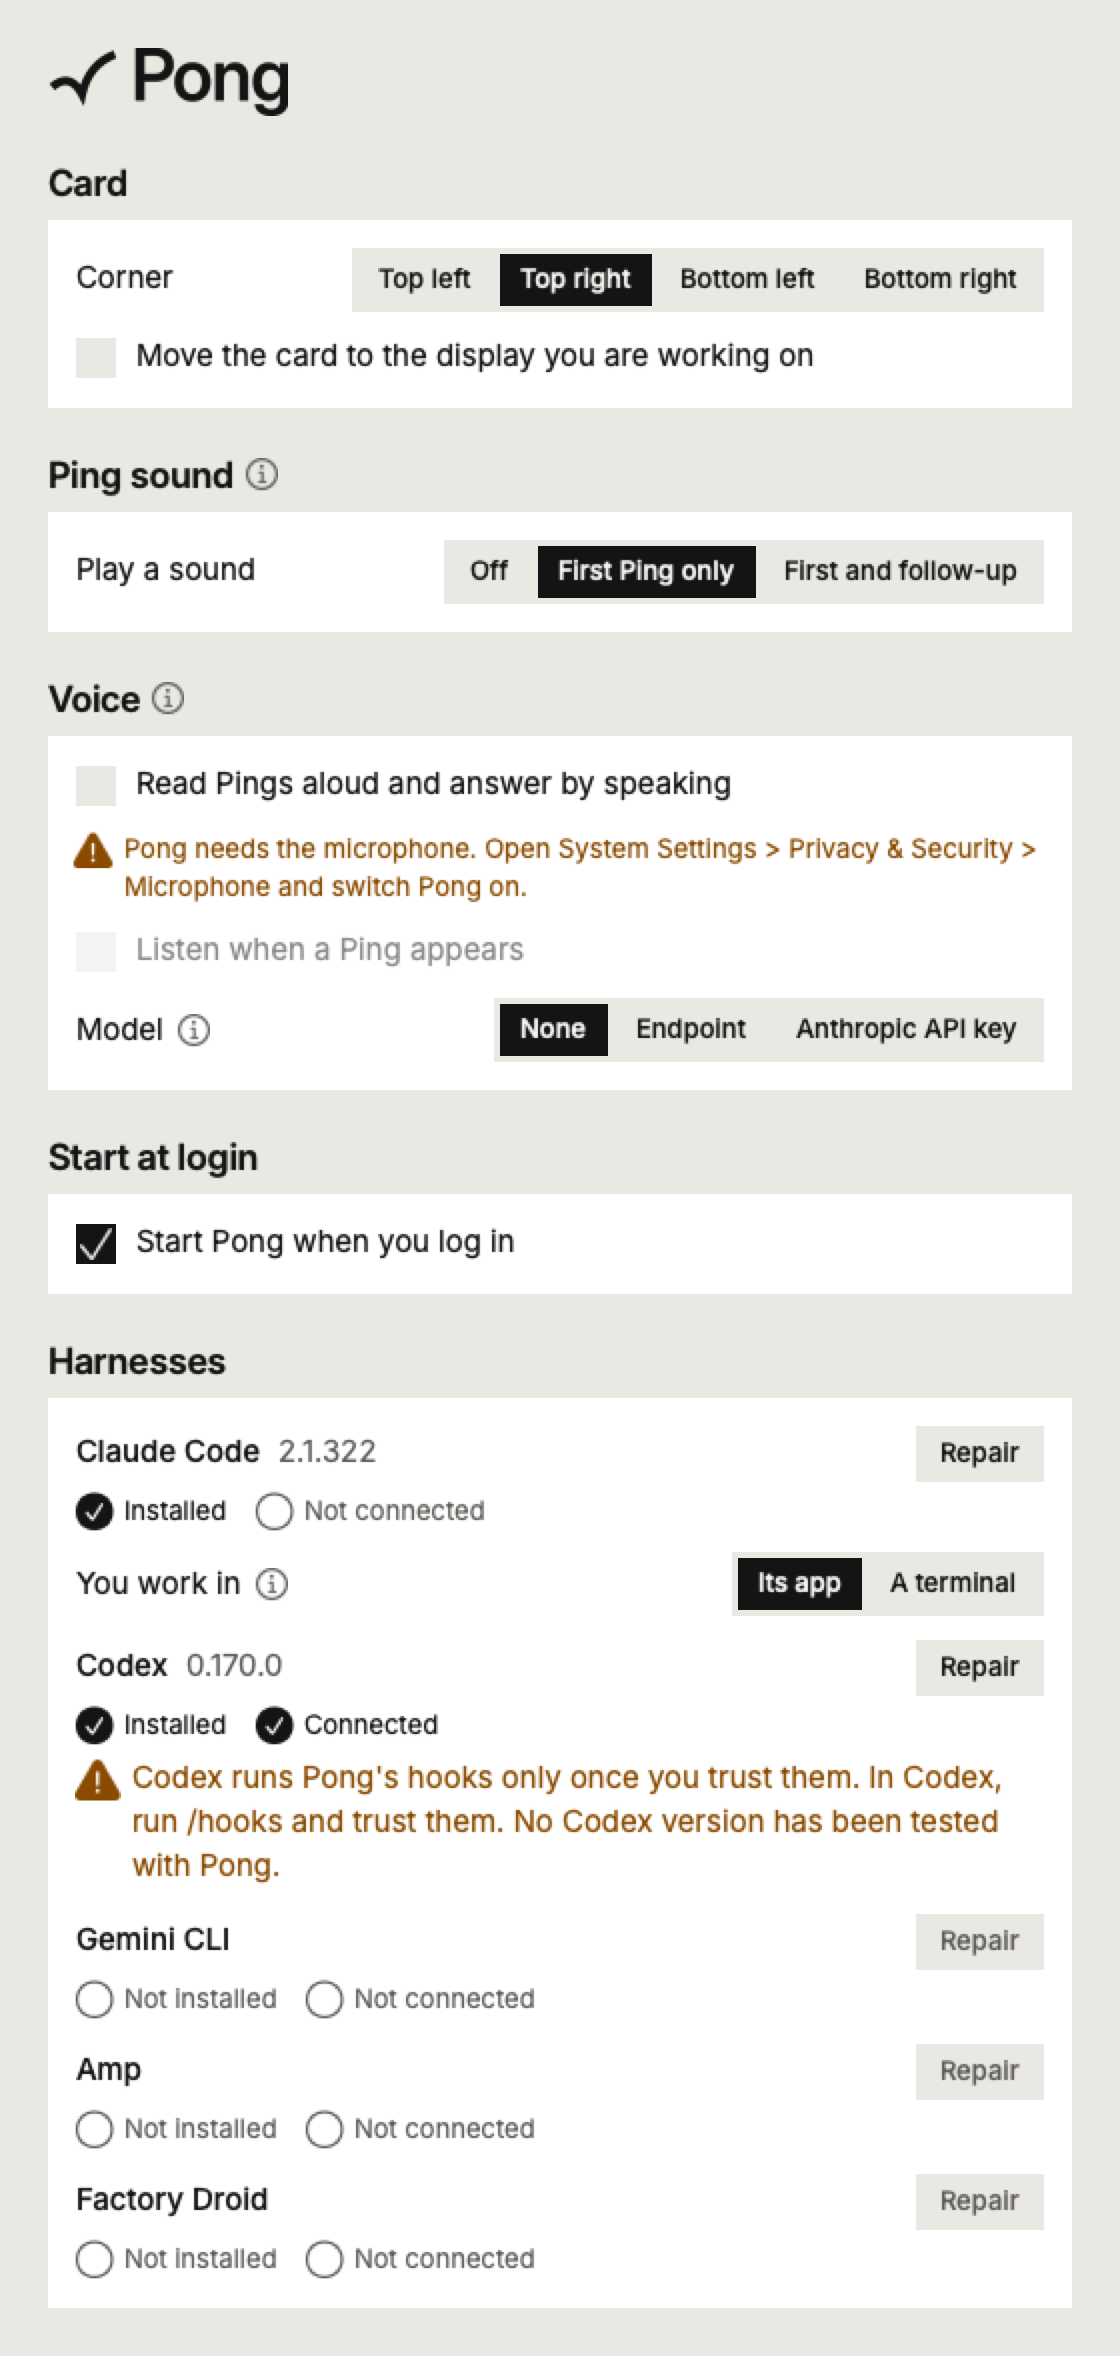 Pong
Card
Corner Top left Top right Bottom left Bottom right
Move the card to the display you are working on
Ping sound
Play a sound Off First Ping only First and follow-up
Voice
Read Pings aloud and answer by speaking
Pong needs the microphone. Open System Settings > Privacy & Security >
Microphone and switch Pong on.
Listen when a Ping appears
Model None Endpoint Anthropic API key
Start at login
Start Pong when you log in
Harnesses
Claude Code 2.1.322 Repair
Installed Not connected
You work in Its app A terminal
Codex 0.170.0 Repair
Installed Connected
Codex runs Pong's hooks only once you trust them. In Codex,
run /hooks and trust them. No Codex version has been tested
with Pong.
Gemini CLI Repair
Not installed Not connected
Amp Repair
Not installed Not connected
Factory Droid Repair
Not installed Not connected